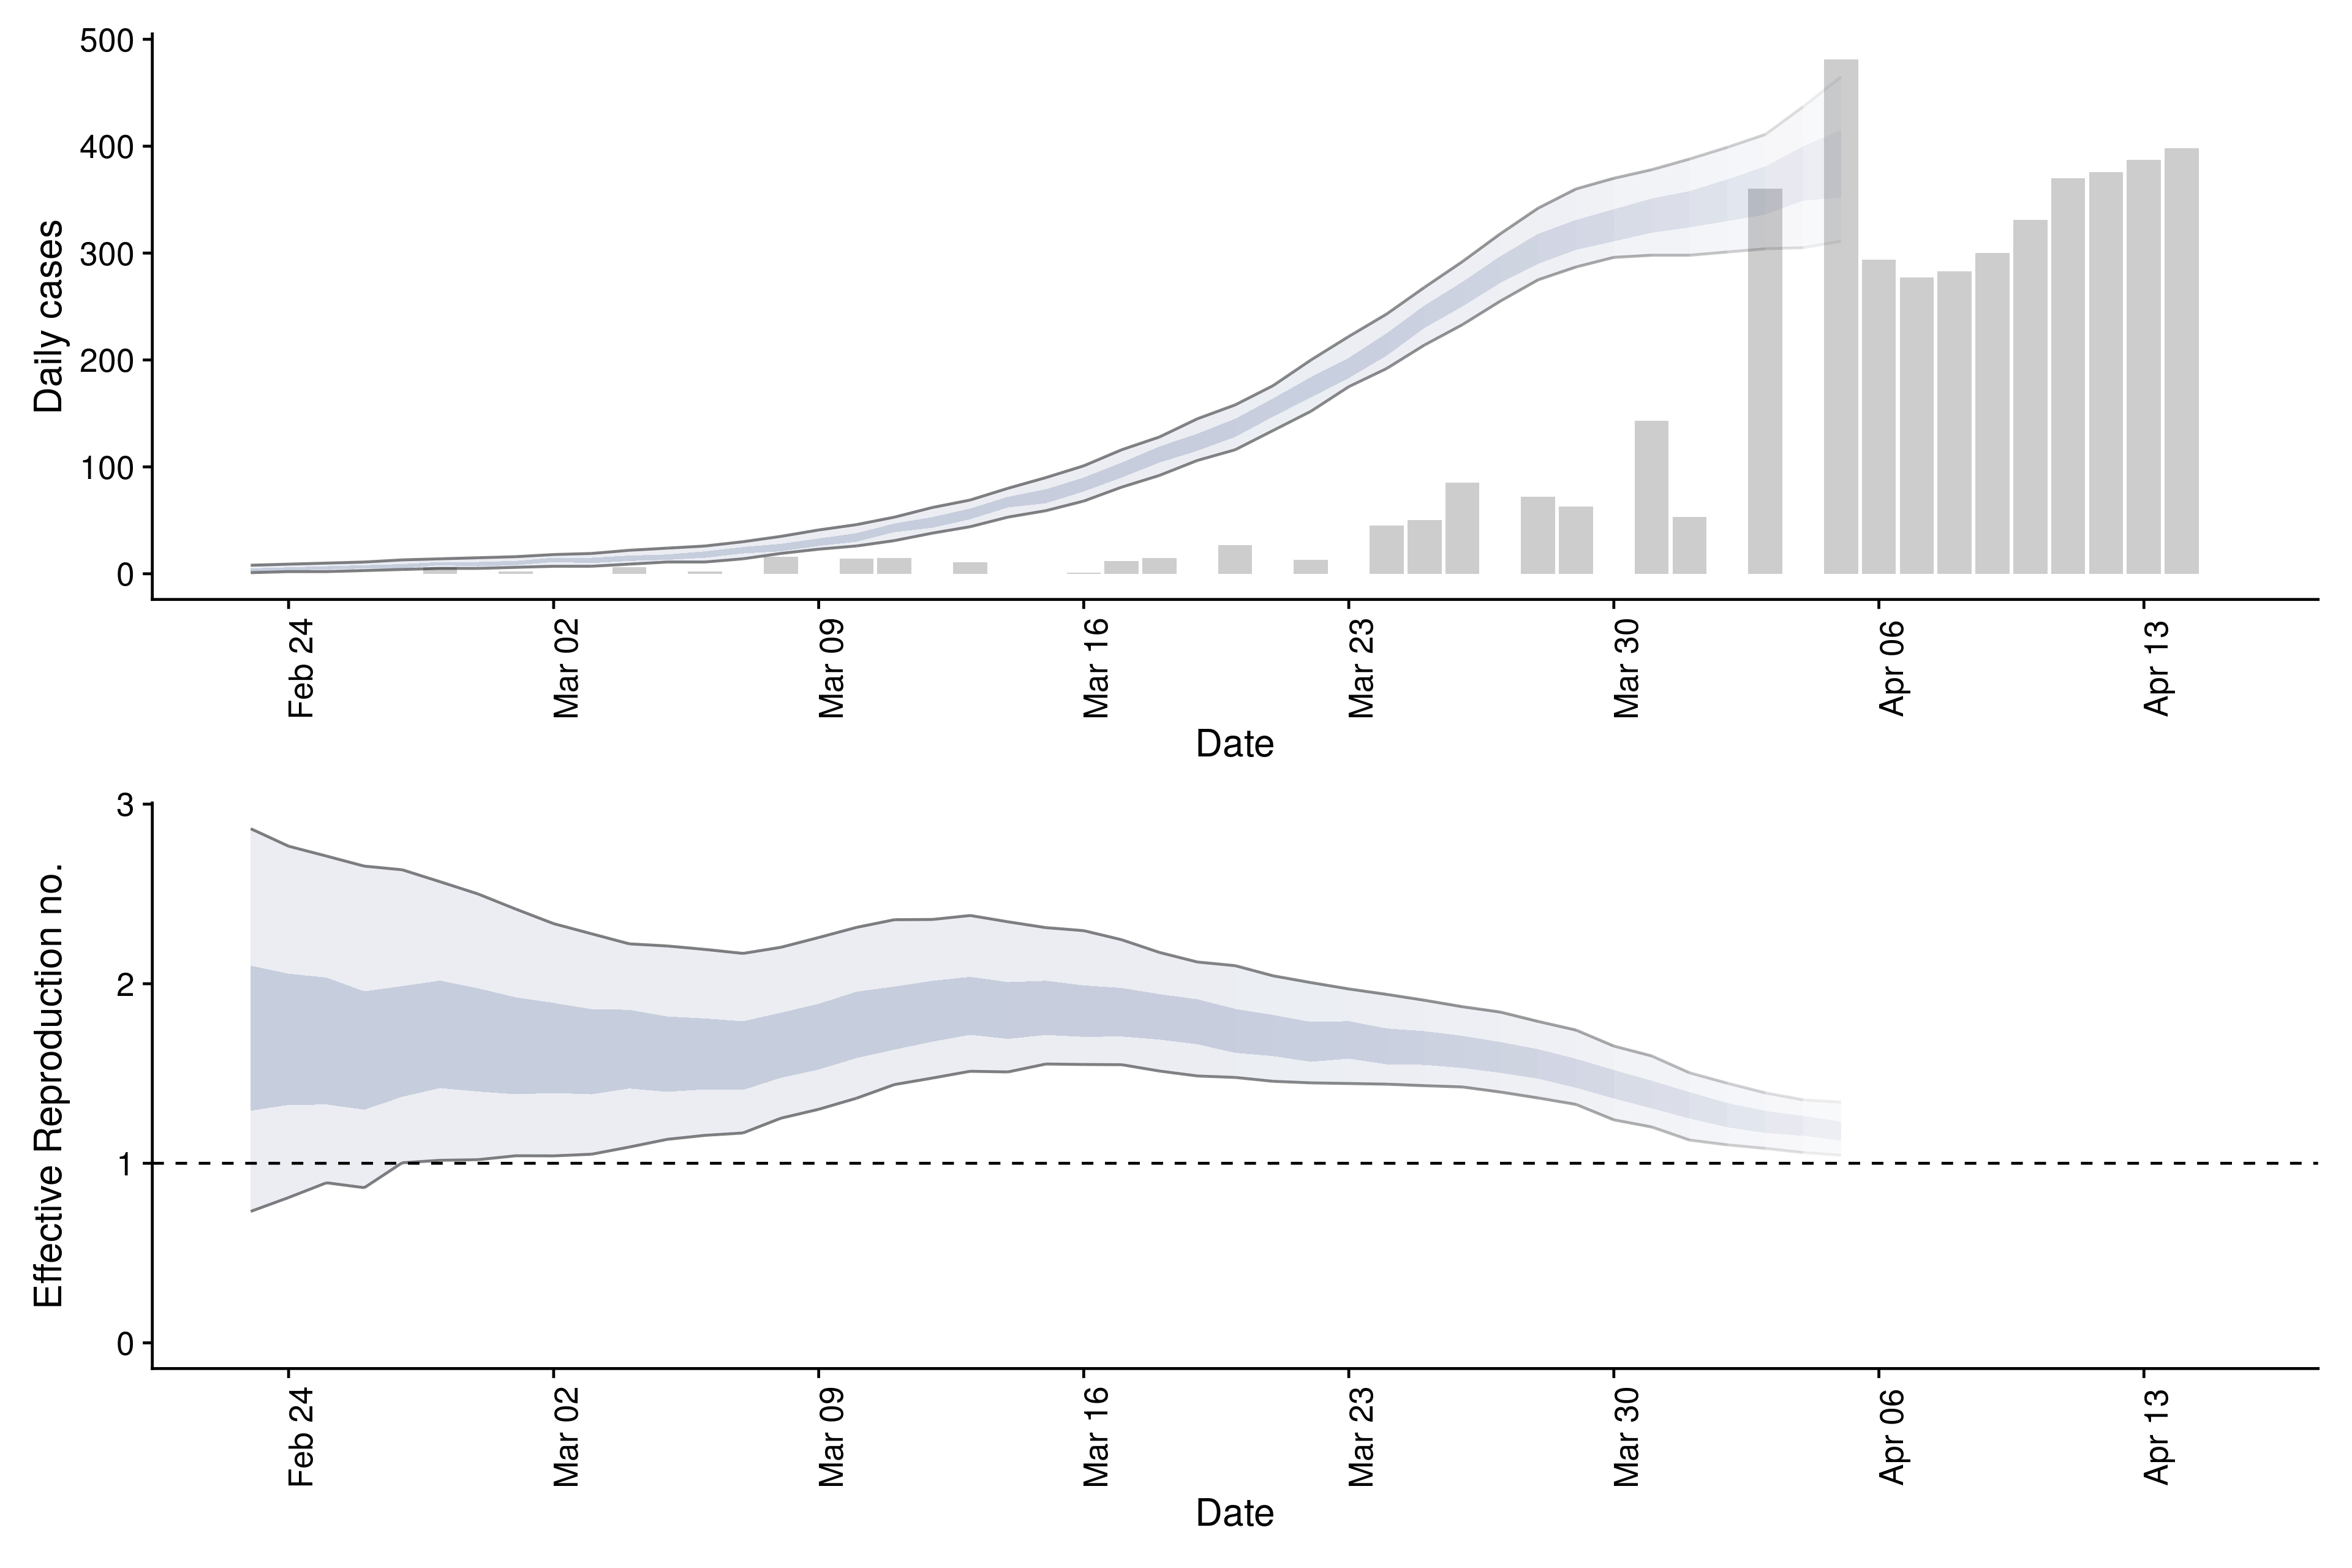 Daily cases
500
400
300
200
100
0
Feb 24
Mar 02
Mar 09
Mar 16
Mar 23
Mar 30
Apr 06
Apr 13
Date
Effective Reproduction no.
3
2
1
0
Feb 24
Mar 02
Mar 09
Mar 16
Mar 23
Mar 30
Apr 06
Apr 13
Date